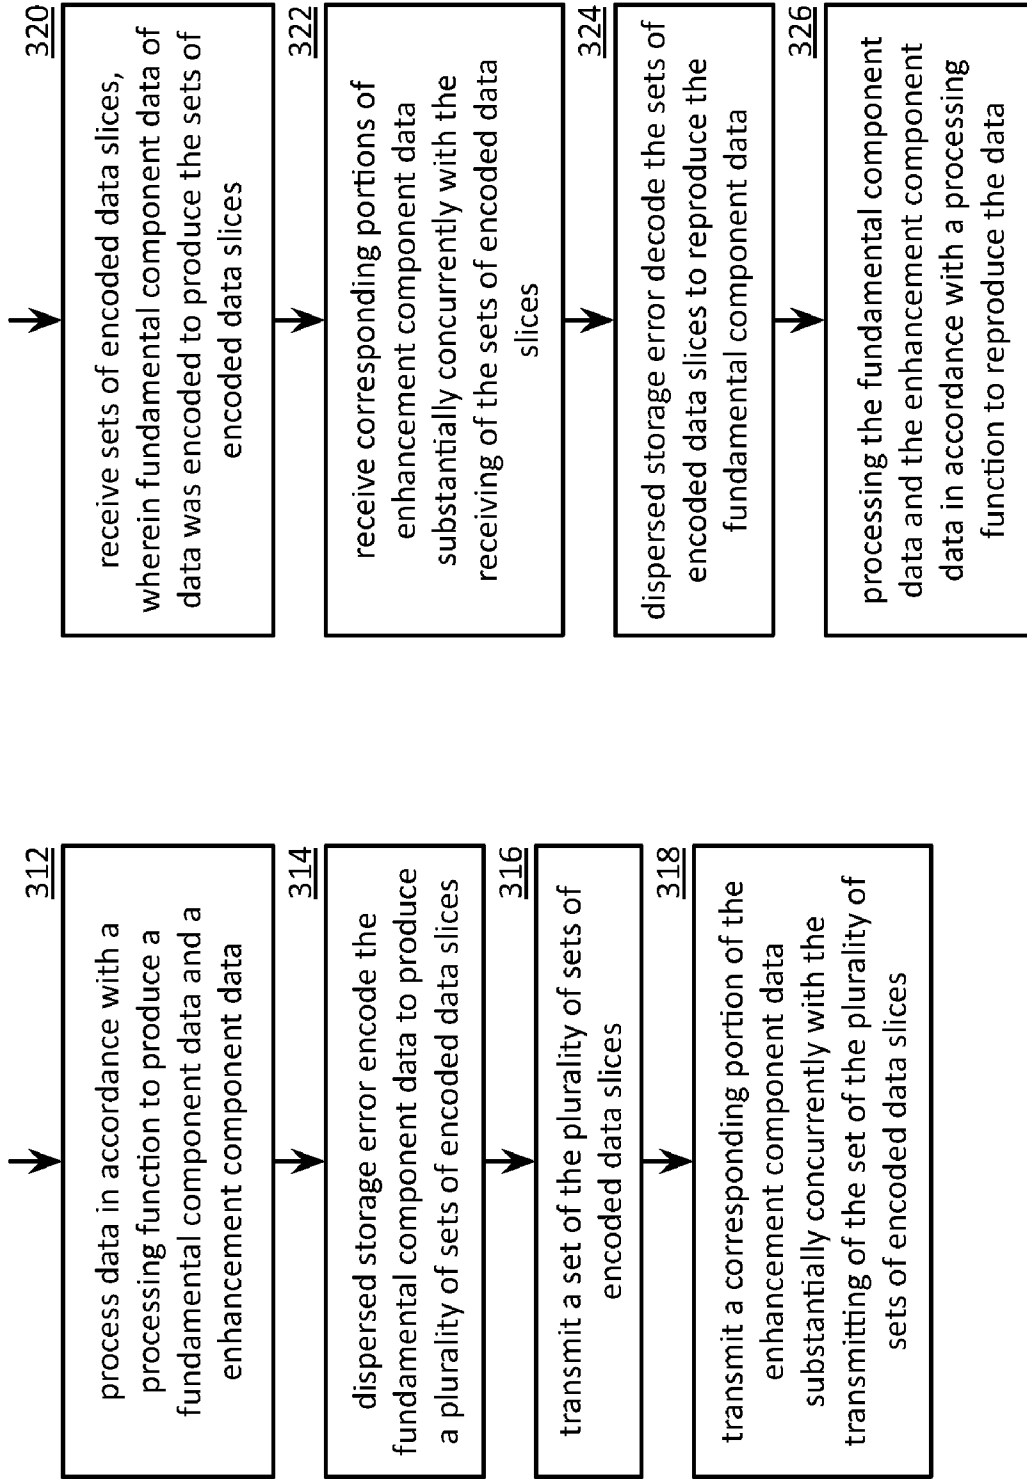 312
process data in accordance with a
processing function to produce a
fundamental component data and a
enhancement component data
314
dispersed storage error encode the
fundamental component data to produce
a plurality of sets of encoded data slices
316
transmit a set of the plurality of sets of
encoded data slices
318
transmit a corresponding portion of the
enhancement component data
substantially concurrently with the
transmitting of the set of the plurality of
sets of encoded data slices
320
receive sets of encoded data slices,
wherein fundamental component data of
data was encoded to produce the sets of
encoded data slices
322
receive corresponding portions of
enhancement component data
substantially concurrently with the
receiving of the sets of encoded data
slices
324
dispersed storage error decode the sets of
encoded data slices to reproduce the
fundamental component data
326
processing the fundamental component
data and the enhancement component
data in accordance with a processing
function to reproduce the data